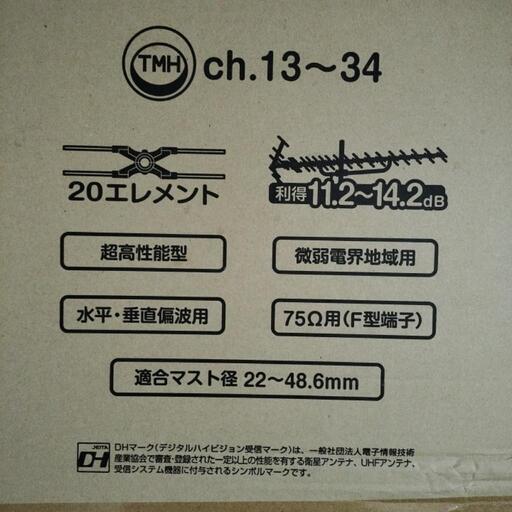 TMH ch.13〜34
20エレメント
利得 11.2〜14.2dB
超高性能型
微弱電界地域用
水平・垂直偏波用
75Ω用(F型端子)
適合マスト径 22〜48.6mm
JEITA
DH
DHマーク(デジタルハイビジョン受信マーク)は、一般社団法人電子情報技術
産業協会で審査・登録された一定以上の性能を有する衛星アンテナ、UHFアンテナ、
受信システム機器に付与されるシンボルマークです。